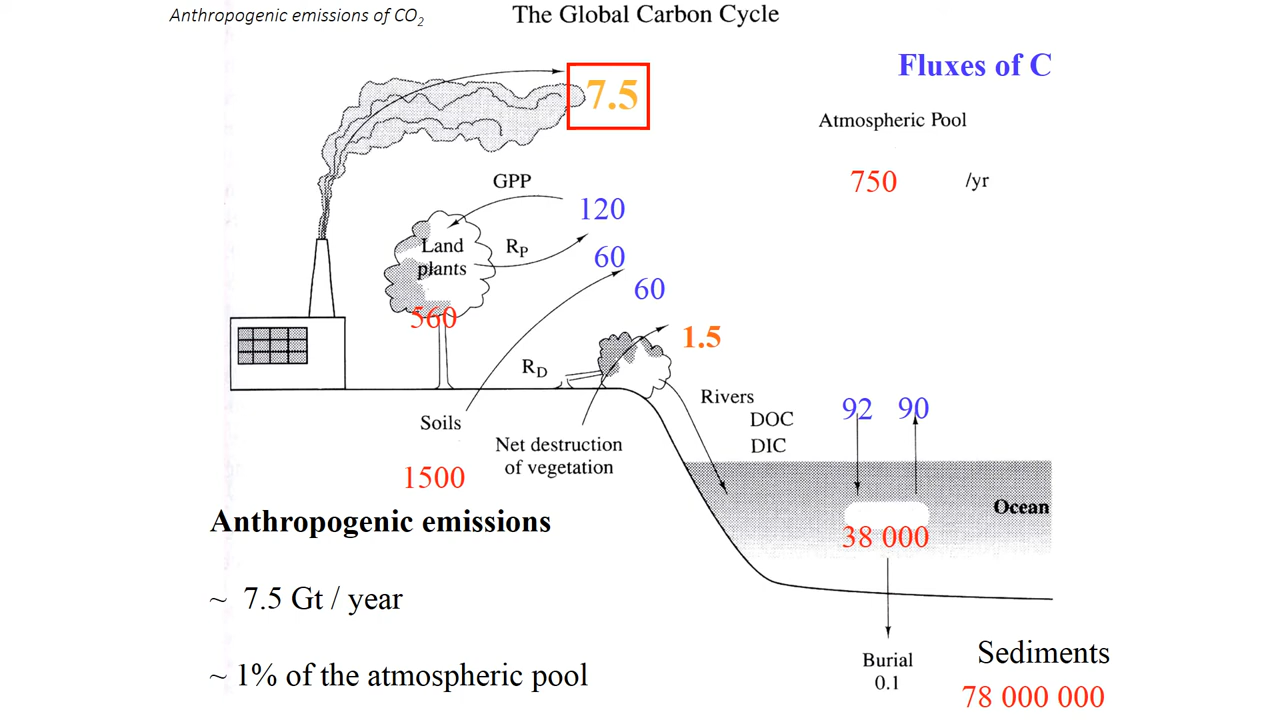 Anthropogenic emissions of CO₂
The Global Carbon Cycle
Fluxes of C
7.5
Atmospheric Pool
750 /yr
GPP
120
Land
plants
R_P
60
60
560
1.5
R_D
Rivers
DOC
DIC
92 90
Soils
Net destruction
of vegetation
1500
Ocean
38 000
Anthropogenic emissions
~ 7.5 Gt / year
~ 1% of the atmospheric pool
Burial
0.1
Sediments
78 000 000